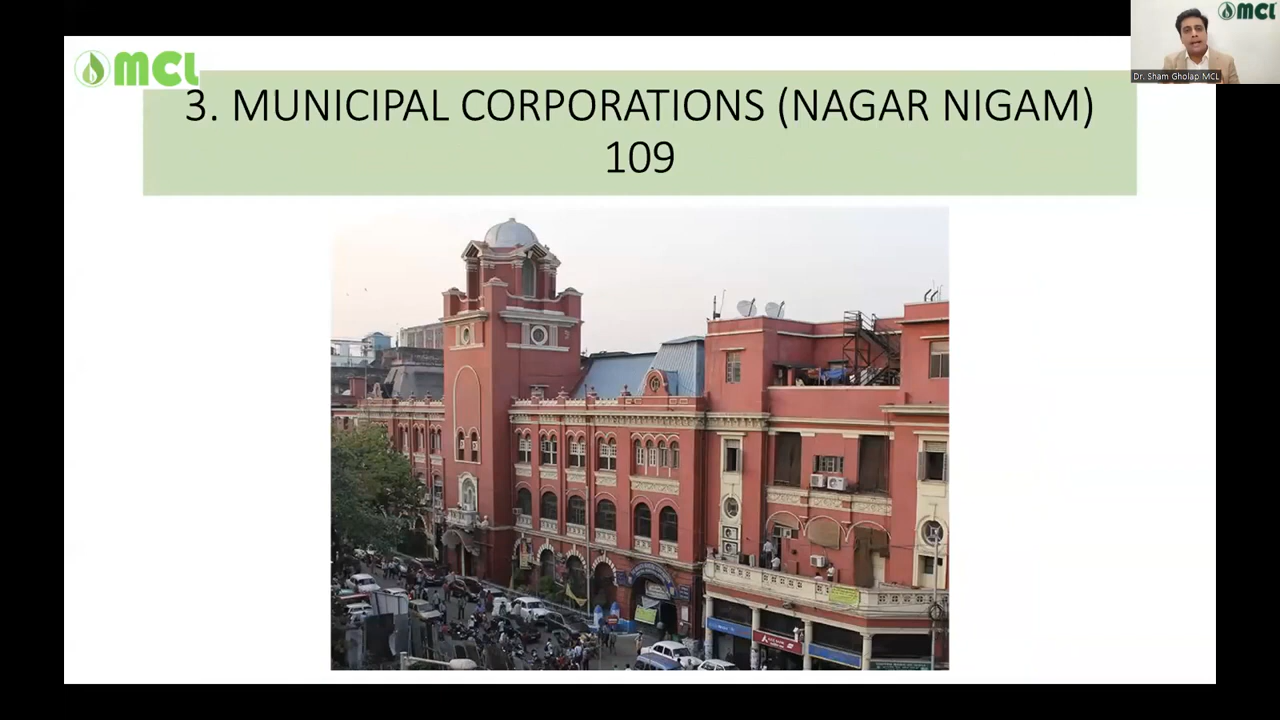 MCL
3. MUNICIPAL CORPORATIONS (NAGAR NIGAM)
109
MCL
Dr. Sham Gholap MCL